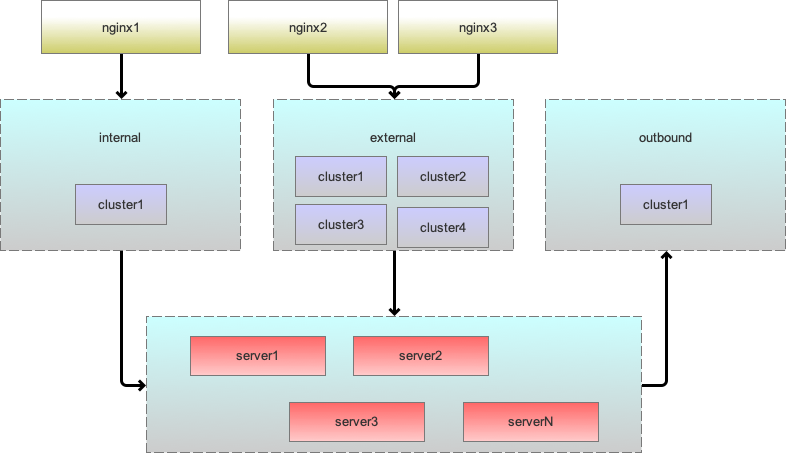 nginx1
nginx2
nginx3
internal
external
outbound
cluster1
cluster1
cluster2
cluster3
cluster4
cluster1
server1
server2
server3
serverN